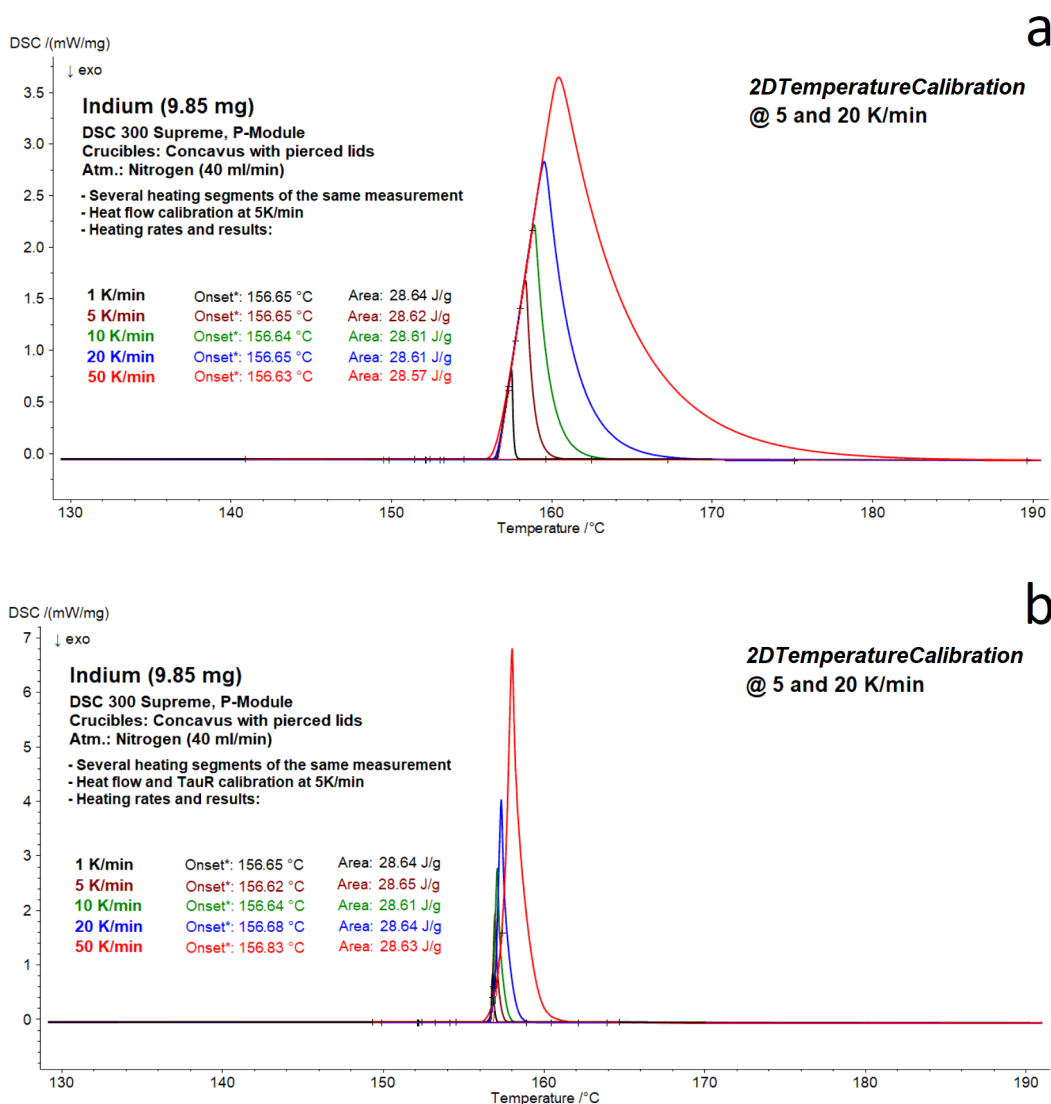 a
DSC /(mW/mg)
↓ exo
Indium (9.85 mg)
DSC 300 Supreme, P-Module
Crucibles: Concavus with pierced lids
Atm.: Nitrogen (40 ml/min)
- Several heating segments of the same measurement
- Heat flow calibration at 5K/min
- Heating rates and results:
2DTemperatureCalibration
@ 5 and 20 K/min
1 K/min Onset*: 156.65 °C Area: 28.64 J/g
5 K/min Onset*: 156.65 °C Area: 28.62 J/g
10 K/min Onset*: 156.64 °C Area: 28.61 J/g
20 K/min Onset*: 156.65 °C Area: 28.61 J/g
50 K/min Onset*: 156.63 °C Area: 28.57 J/g
3.5
3.0
2.5
2.0
1.5
1.0
0.5
0.0
130 140 150 160 170 180 190
Temperature /°C
b
DSC /(mW/mg)
↓ exo
Indium (9.85 mg)
DSC 300 Supreme, P-Module
Crucibles: Concavus with pierced lids
Atm.: Nitrogen (40 ml/min)
- Several heating segments of the same measurement
- Heat flow and TauR calibration at 5K/min
- Heating rates and results:
2DTemperatureCalibration
@ 5 and 20 K/min
1 K/min Onset*: 156.65 °C Area: 28.64 J/g
5 K/min Onset*: 156.62 °C Area: 28.65 J/g
10 K/min Onset*: 156.64 °C Area: 28.61 J/g
20 K/min Onset*: 156.68 °C Area: 28.64 J/g
50 K/min Onset*: 156.83 °C Area: 28.63 J/g
7
6
5
4
3
2
1
0
130 140 150 160 170 180 190
Temperature /°C